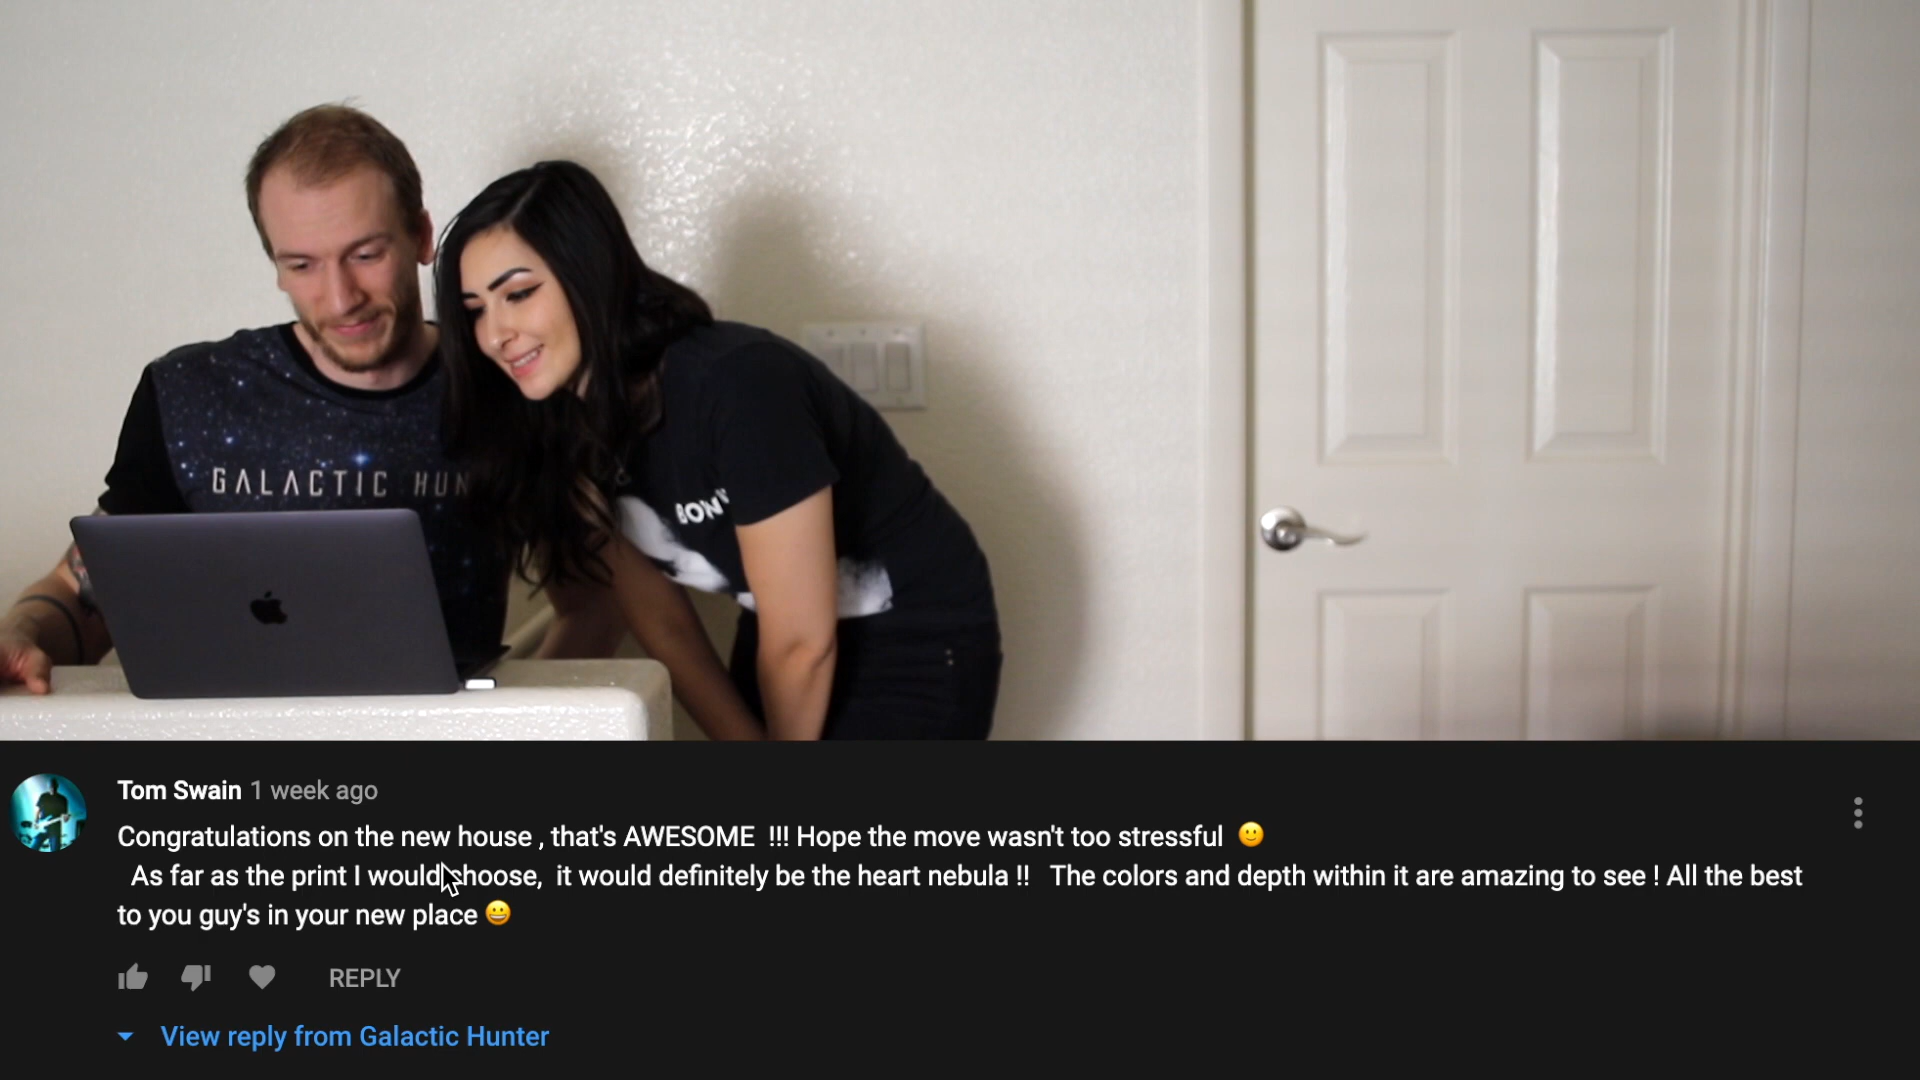 GALACTIC HUN
BON
Tom Swain 1 week ago
Congratulations on the new house , that's AWESOME !!! Hope the move wasn't too stressful 🙂
As far as the print I would choose, it would definitely be the heart nebula !! The colors and depth within it are amazing to see ! All the best
to you guy's in your new place 😀
REPLY
View reply from Galactic Hunter